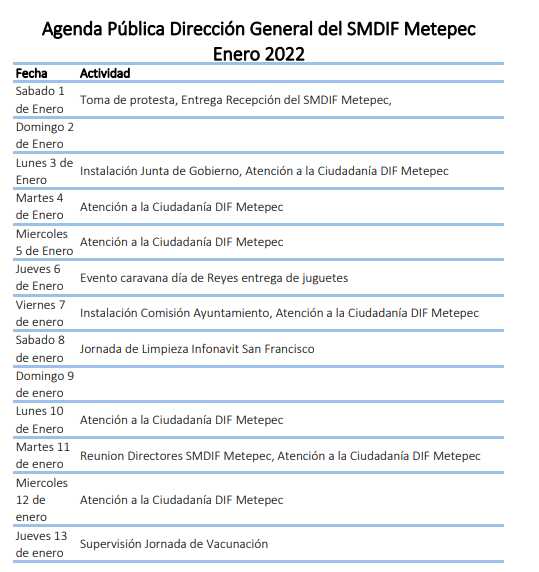 Agenda Pública Dirección General del SMDIF Metepec
Enero 2022
Fecha Actividad
Sabado 1
de Enero
Toma de protesta, Entrega Recepción del SMDIF Metepec,
Domingo 2
de Enero
Lunes 3 de
Enero
Instalación Junta de Gobierno, Atención a la Ciudadanía DIF Metepec
Martes 4
de Enero
Atención a la Ciudadanía DIF Metepec
Miercoles
5 de Enero
Atención a la Ciudadanía DIF Metepec
Jueves 6
de Enero
Evento caravana día de Reyes entrega de juguetes
Viernes 7
de enero
Instalación Comisión Ayuntamiento, Atención a la Ciudadanía DIF Metepec
Sabado 8
de enero
Jornada de Limpieza Infonavit San Francisco
Domingo 9
de enero
Lunes 10
de Enero
Atención a la Ciudadanía DIF Metepec
Martes 11
de enero
Reunion Directores SMDIF Metepec, Atención a la Ciudadanía DIF Metepec
Miercoles
12 de
enero
Atención a la Ciudadanía DIF Metepec
Jueves 13
de enero
Supervisión Jornada de Vacunación